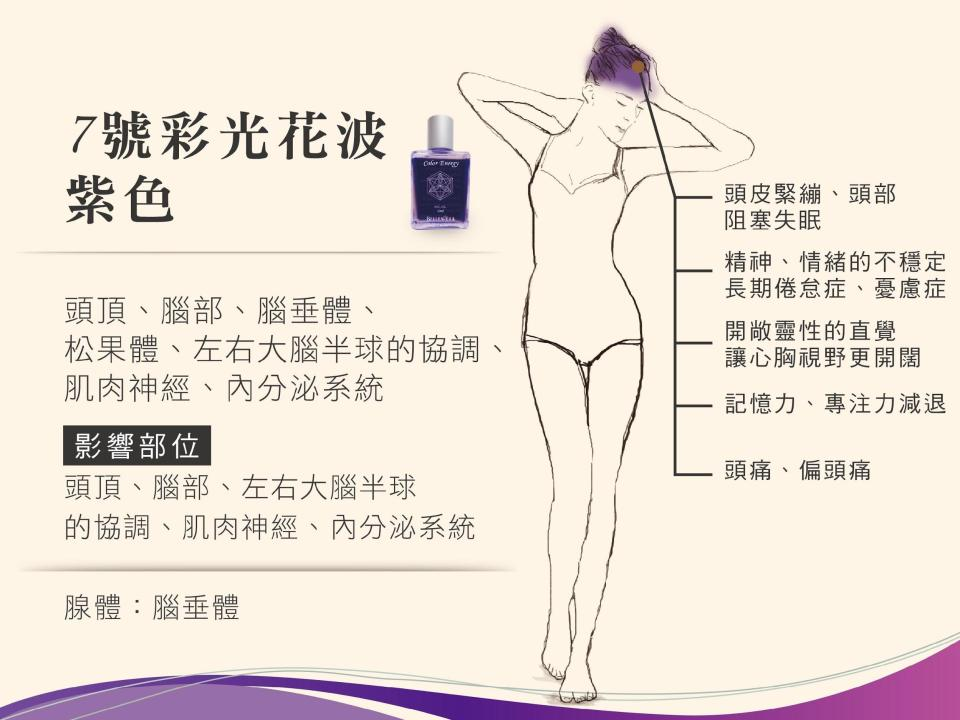 7號彩光花波
紫色
Color Energy
頭頂、腦部、腦垂體、
松果體、左右大腦半球的協調、
肌肉神經、內分泌系統
影響部位
頭頂、腦部、左右大腦半球
的協調、肌肉神經、內分泌系統
腺體：腦垂體
頭皮緊繃、頭部
阻塞失眠
精神、情緒的不穩定
長期倦怠症、憂慮症
開敞靈性的直覺
讓心胸視野更開闊
記憶力、專注力減退
頭痛、偏頭痛